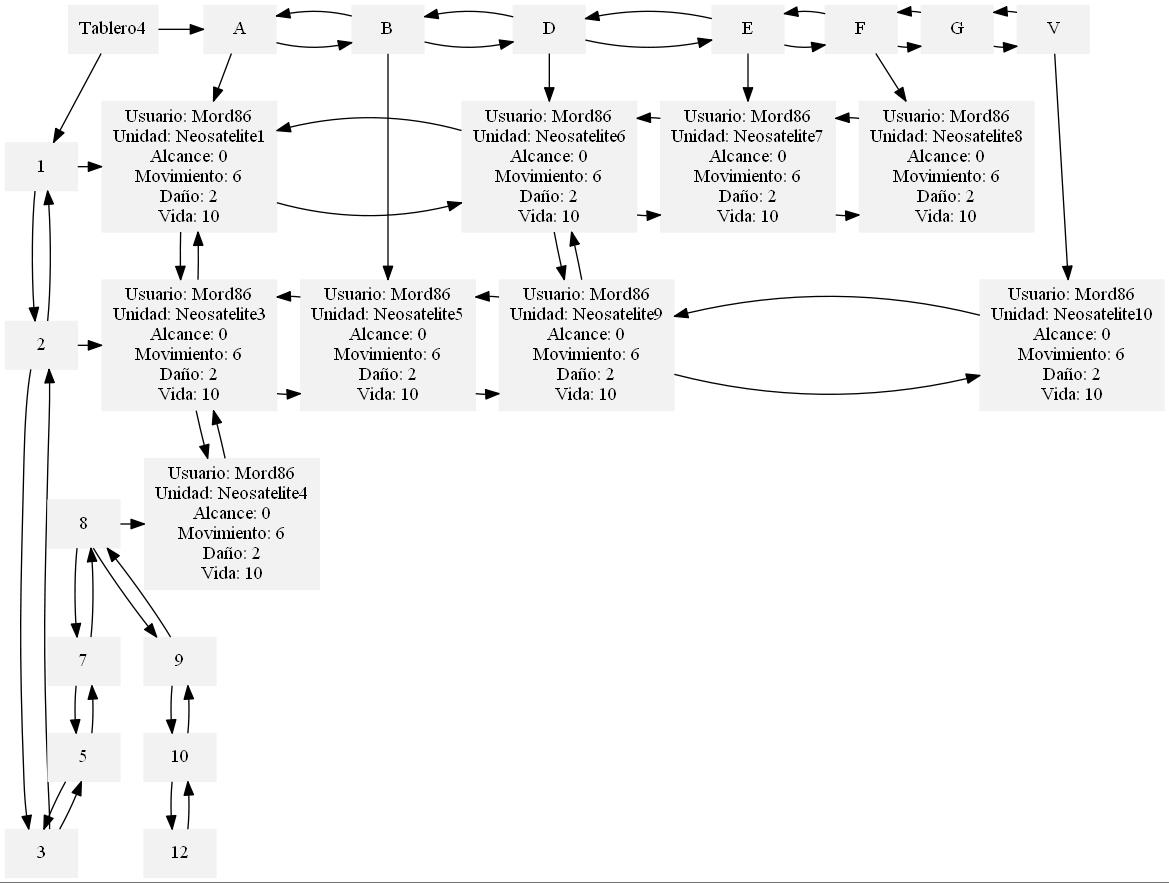 Tablero4
A
B
D
E
F
G
V
1
Usuario: Mord86
Unidad: Neosatelite1
Alcance: 0
Movimiento: 6
Daño: 2
Vida: 10
Usuario: Mord86
Unidad: Neosatelite6
Alcance: 0
Movimiento: 6
Daño: 2
Vida: 10
Usuario: Mord86
Unidad: Neosatelite7
Alcance: 0
Movimiento: 6
Daño: 2
Vida: 10
Usuario: Mord86
Unidad: Neosatelite8
Alcance: 0
Movimiento: 6
Daño: 2
Vida: 10
2
Usuario: Mord86
Unidad: Neosatelite3
Alcance: 0
Movimiento: 6
Daño: 2
Vida: 10
Usuario: Mord86
Unidad: Neosatelite5
Alcance: 0
Movimiento: 6
Daño: 2
Vida: 10
Usuario: Mord86
Unidad: Neosatelite9
Alcance: 0
Movimiento: 6
Daño: 2
Vida: 10
Usuario: Mord86
Unidad: Neosatelite10
Alcance: 0
Movimiento: 6
Daño: 2
Vida: 10
8
Usuario: Mord86
Unidad: Neosatelite4
Alcance: 0
Movimiento: 6
Daño: 2
Vida: 10
7
9
5
10
3
12